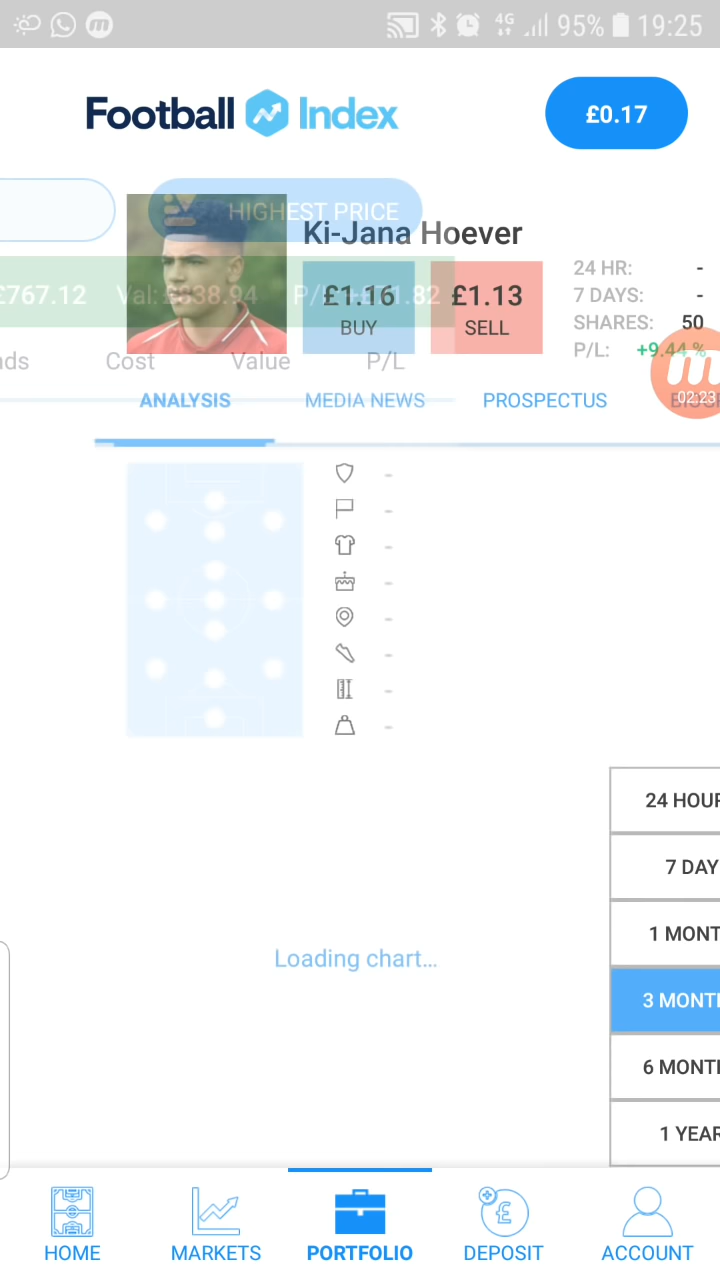 4G 95% 19:25
Football Index £0.17
HIGHEST PRICE
Ki-Jana Hoever
£767.12
P/L
£1.16
BUY
£1.13
SELL
24 HR: -
7 DAYS: -
SHARES: 50
P/L: +9.44%
02:23
Cost Value P/L
ANALYSIS MEDIA NEWS PROSPECTUS
-
-
-
-
-
-
-
-
24 HOUR
7 DAY
1 MONT
Loading chart...
3 MONTH
6 MONTH
1 YEAR
HOME MARKETS PORTFOLIO DEPOSIT ACCOUNT